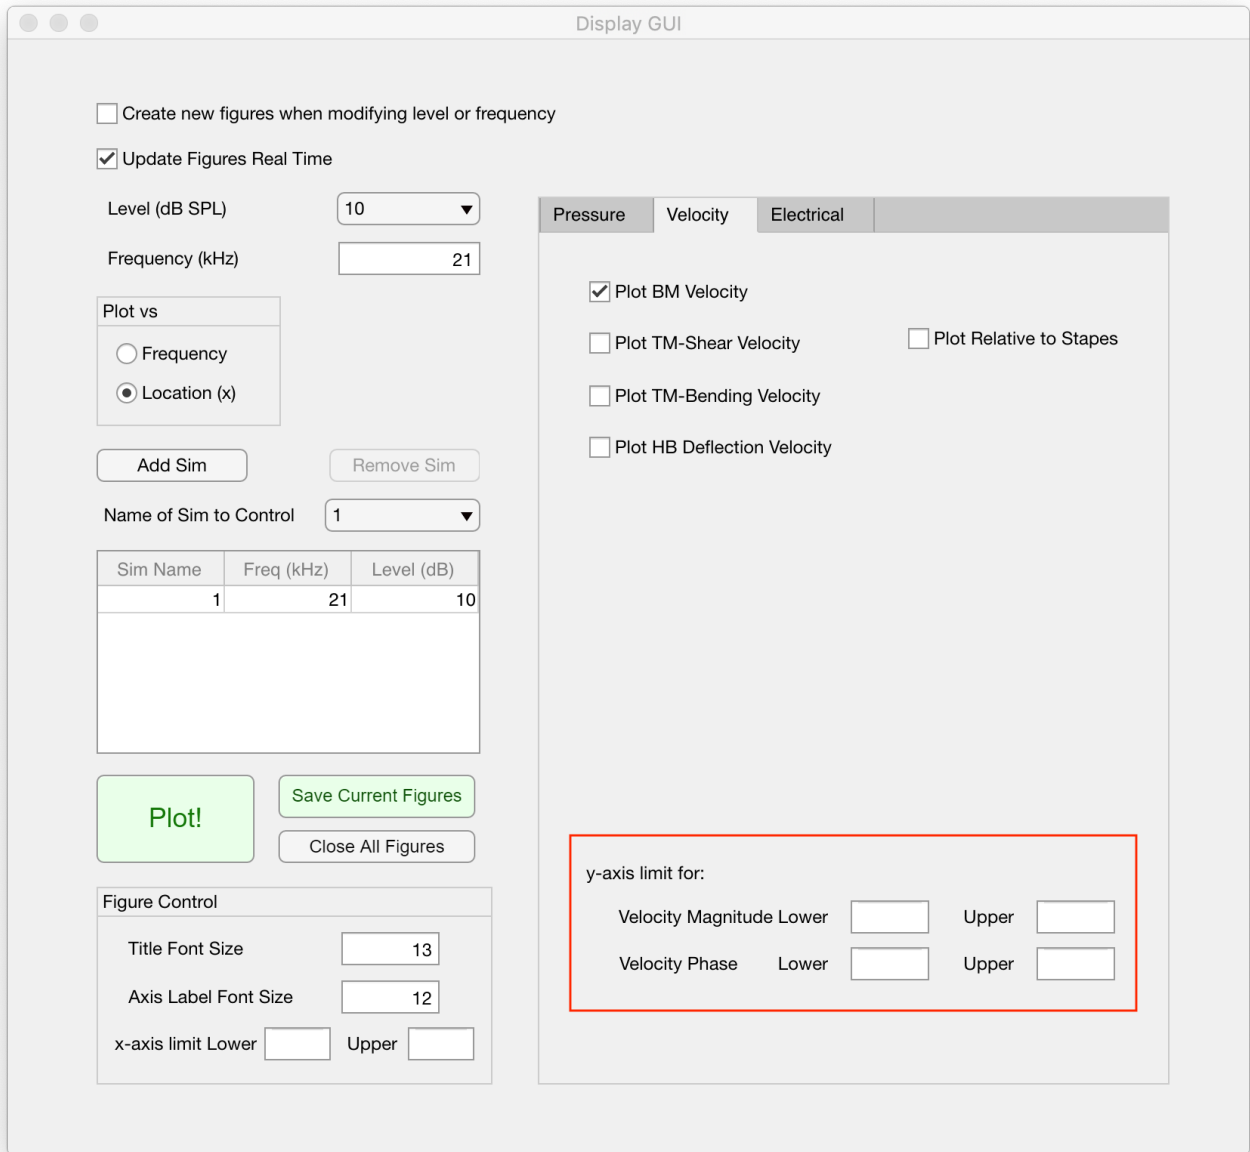 Display GUI
Create new figures when modifying level or frequency
Update Figures Real Time
Level (dB SPL) 10
Frequency (kHz) 21
Plot vs
Frequency
Location (x)
Add Sim Remove Sim
Name of Sim to Control 1
Sim Name Freq (kHz) Level (dB)
1 21 10
Plot!
Save Current Figures
Close All Figures
Figure Control
Title Font Size 13
Axis Label Font Size 12
x-axis limit Lower Upper
Pressure Velocity Electrical
Plot BM Velocity
Plot TM-Shear Velocity Plot Relative to Stapes
Plot TM-Bending Velocity
Plot HB Deflection Velocity
y-axis limit for:
Velocity Magnitude Lower Upper
Velocity Phase Lower Upper